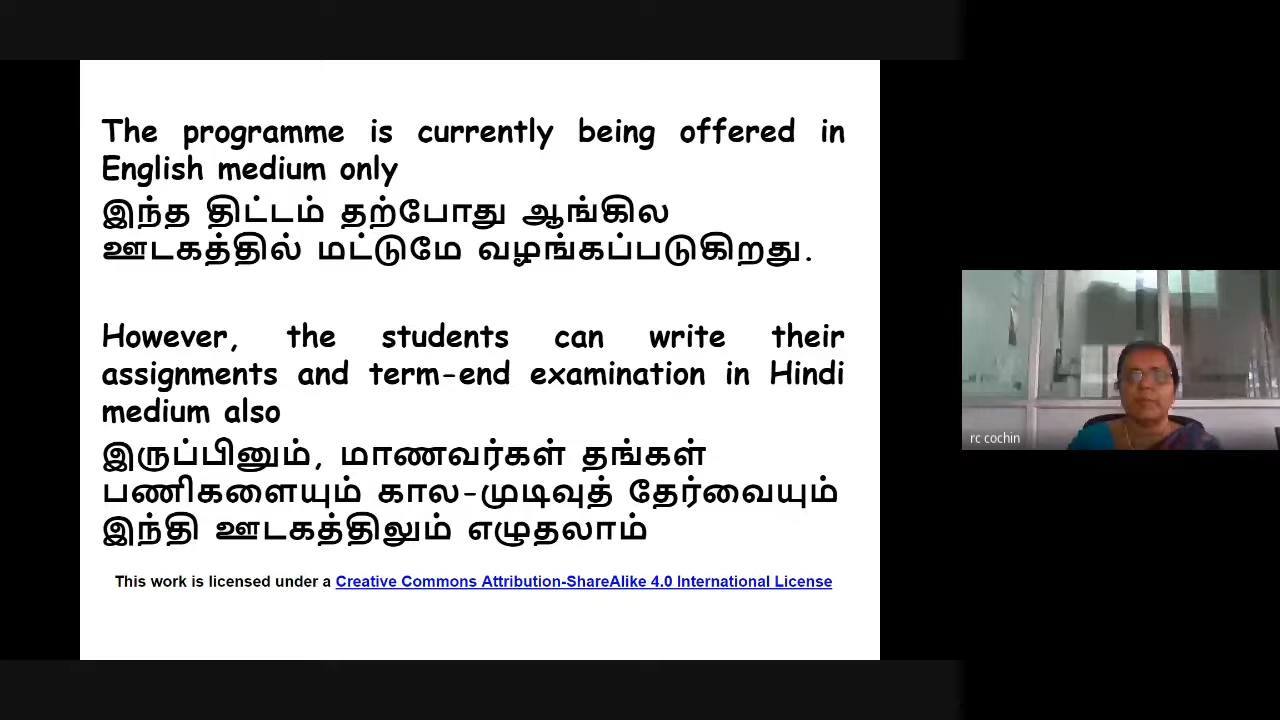 The programme is currently being offered in
English medium only
இந்த திட்டம் தற்போது ஆங்கில
ஊடகத்தில் மட்டுமே வழங்கப்படுகிறது.
However, the students can write their
assignments and term-end examination in Hindi
medium also
இருப்பினும், மாணவர்கள் தங்கள்
பணிகளையும் கால-முடிவுத் தேர்வையும்
இந்தி ஊடகத்திலும் எழுதலாம்
This work is licensed under a Creative Commons Attribution-ShareAlike 4.0 International License
rc cochin